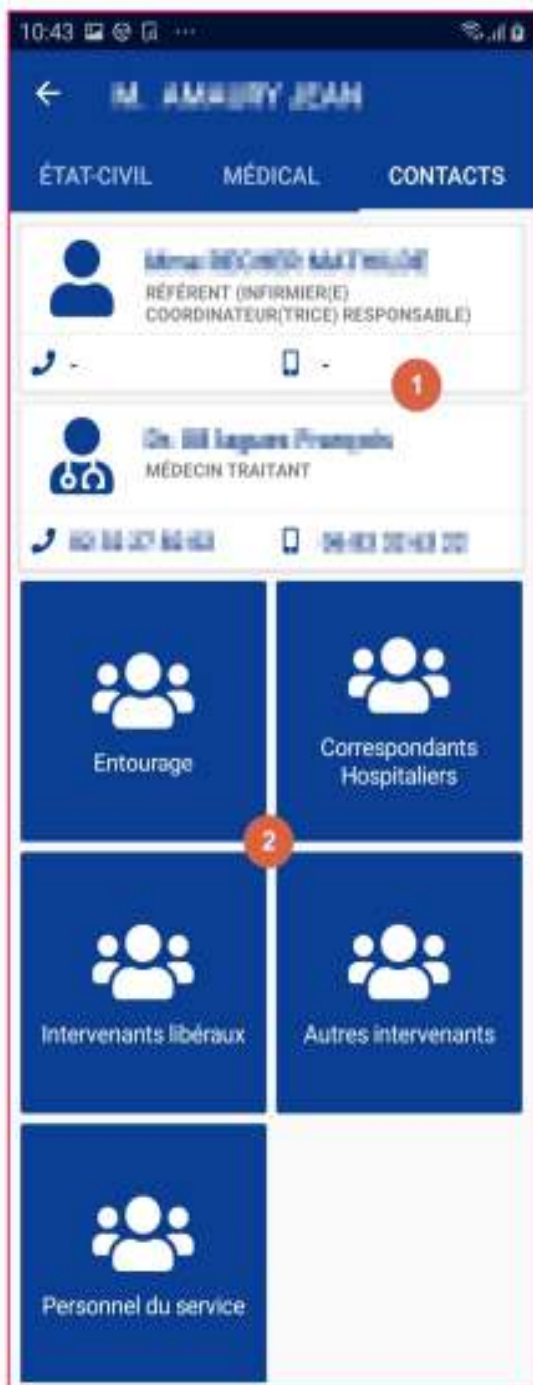 10:43
ÉTAT-CIVIL MÉDICAL CONTACTS
RÉFÉRENT (INFIRMIER(E)
COORDINATEUR(TRICE) RESPONSABLE)
- -
1
MÉDECIN TRAITANT
Entourage
Correspondants
Hospitaliers
2
Intervenants libéraux
Autres intervenants
Personnel du service